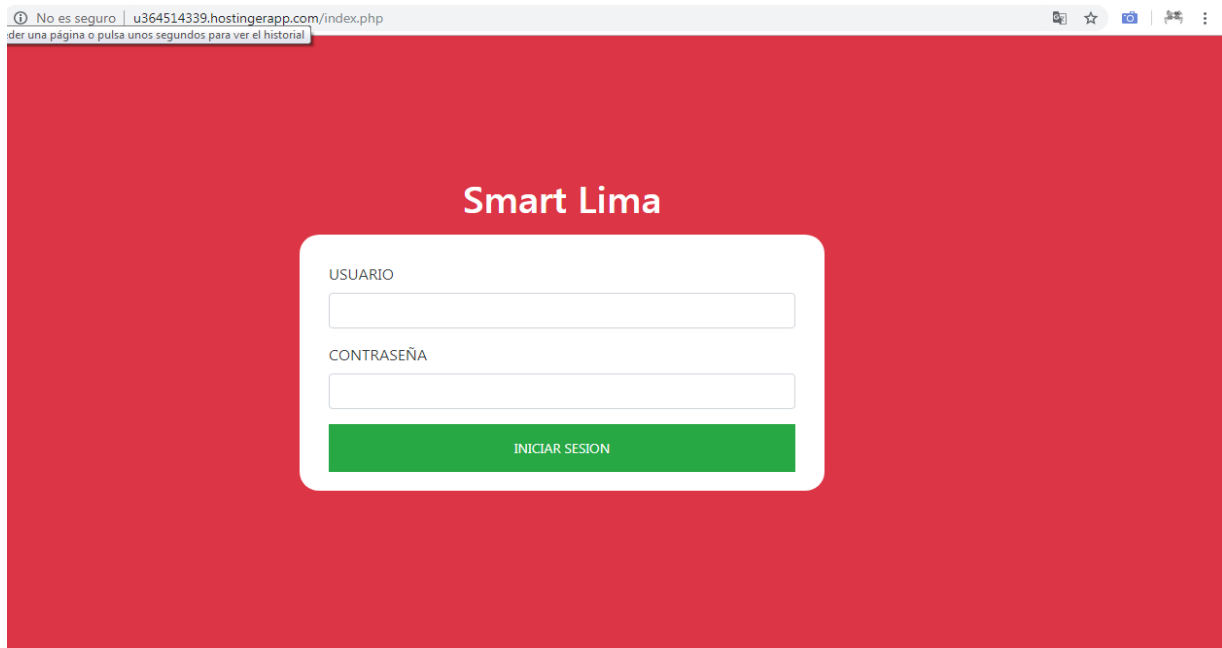 No es seguro | u364514339.hostingerapp.com/index.php
der una página o pulsa unos segundos para ver el historial
Smart Lima
USUARIO
CONTRASEÑA
INICIAR SESION